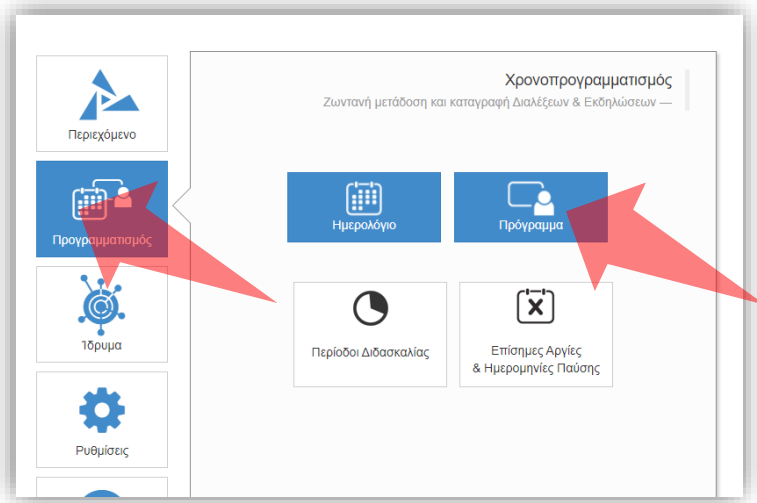 Χρονοπρογραμματισμός
Ζωντανή μετάδοση και καταγραφή Διαλέξεων & Εκδηλώσεων —
Περιεχόμενο
Προγραμματισμός
Ίδρυμα
Ρυθμίσεις
Ημερολόγιο
Πρόγραμμα
Περίοδοι Διδασκαλίας
Επίσημες Αργίες
& Ημερομηνίες Παύσης